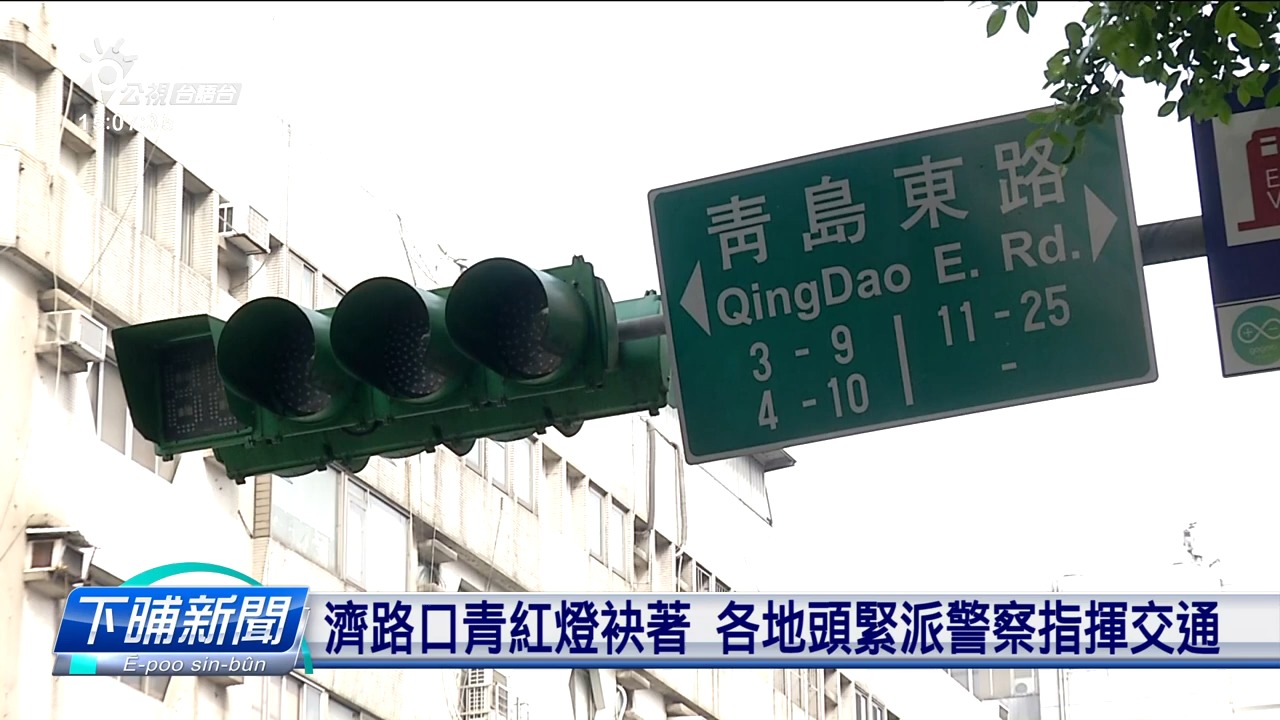 公視台語台
青島東路
QingDao E. Rd.
3 - 9
11 - 25
4 - 10
-
下晡新聞
E-poo sin-bûn
濟路口青紅燈袂著 各地頭緊派警察指揮交通